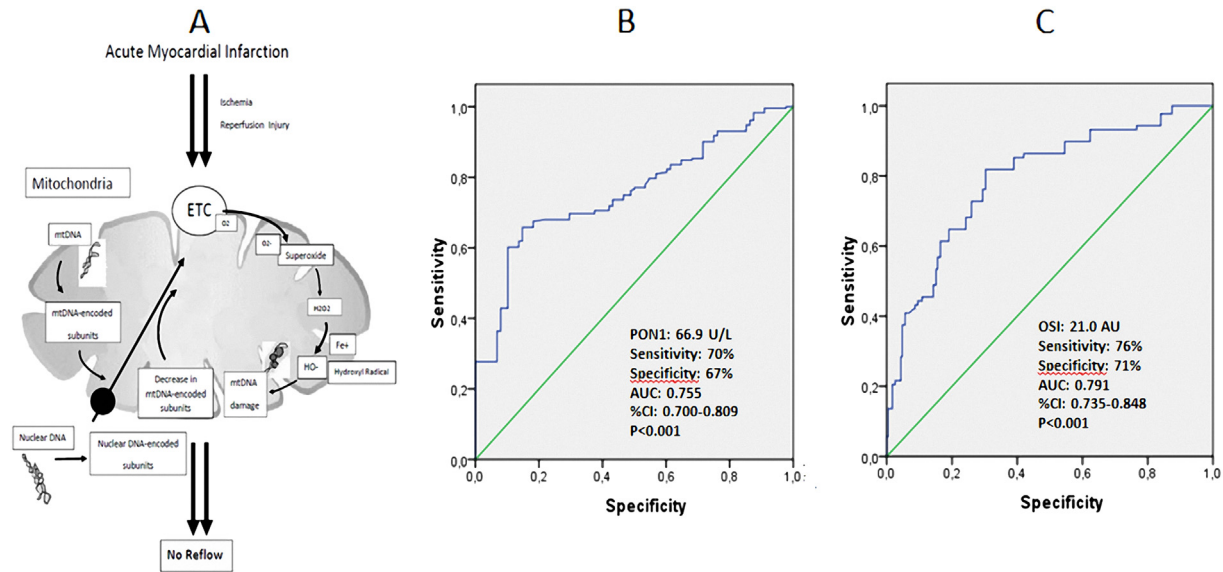 A
Acute Myocardial Infarction
Ischemia
Reperfusion Injury
Mitochondria
ETC
O2
mtDNA
O2-
Superoxide
mtDNA-encoded
subunits
H2O2
Fe+
HO-
Hydroxyl Radical
mtDNA
damage
Decrease in
mtDNA-encoded
subunits
Nuclear DNA
Nuclear DNA-encoded
subunits
No Reflow
B
1,0
0,8
0,6
0,4
0,2
0,0
Sensitivity
PON1: 66.9 U/L
Sensitivity: 70%
Specificity: 67%
AUC: 0.755
%CI: 0.700-0.809
P<0.001
0,0
0,2
0,4
0,6
0,8
1,0
Specificity
C
1,0
0,8
0,6
0,4
0,2
0,0
Sensitivity
OSI: 21.0 AU
Sensitivity: 76%
Specificity: 71%
AUC: 0.791
%CI: 0.735-0.848
P<0.001
0,0
0,2
0,4
0,6
0,8
1,0
Specificity